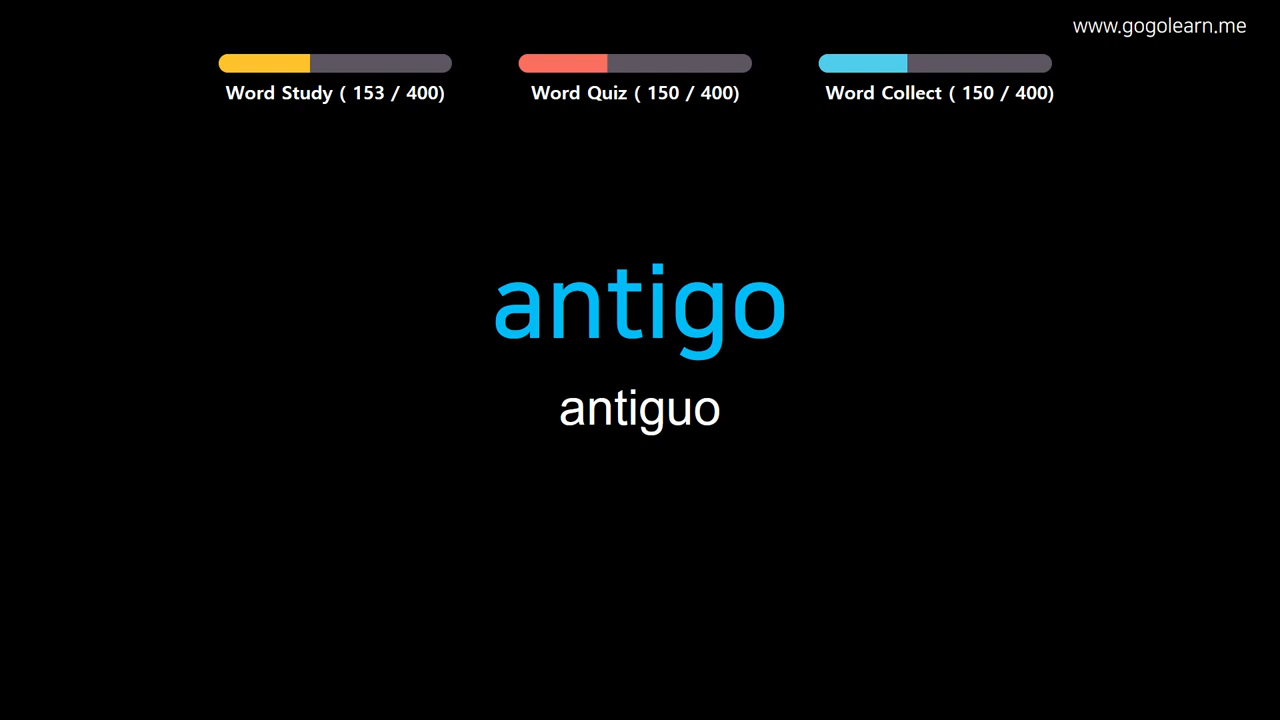 www.gogolearn.me
Word Study ( 153 / 400)
Word Quiz ( 150 / 400)
Word Collect ( 150 / 400)
antigo
antiguo